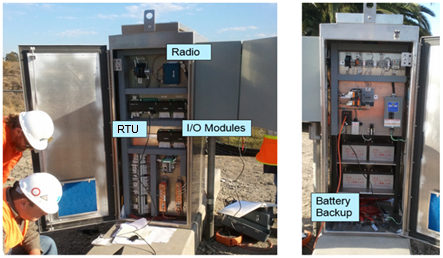 Radio
RTU
I/O Modules
Battery
Backup